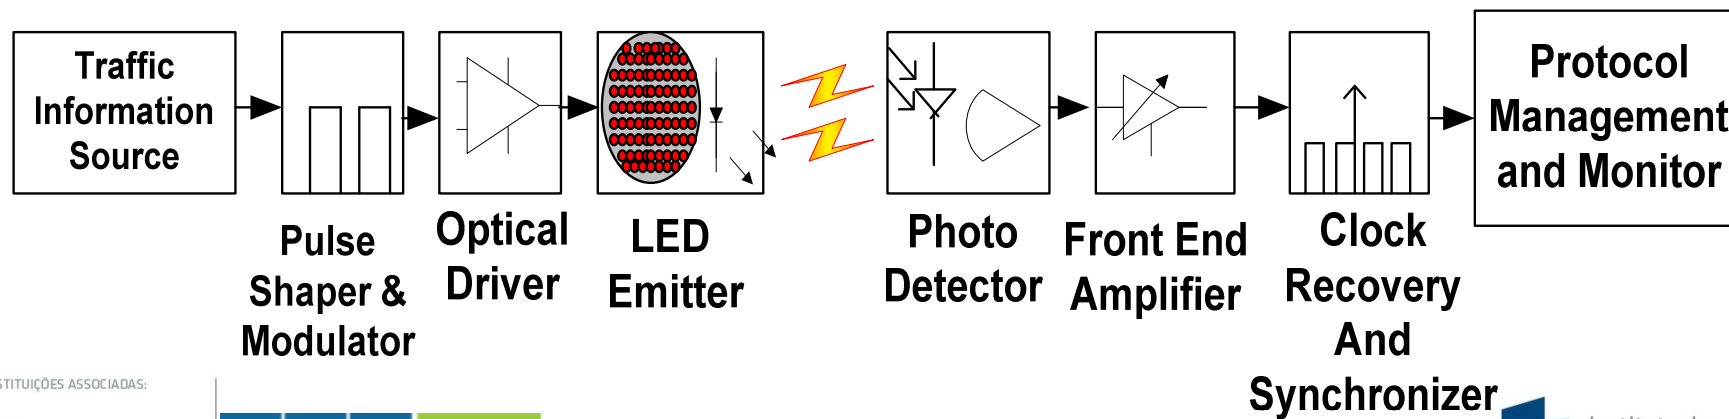 Traffic
Information
Source
Pulse
Shaper &
Modulator
Optical
Driver
LED
Emitter
Photo
Detector
Front End
Amplifier
Clock
Recovery
And
Synchronizer
Protocol
Management
and Monitor
STITUIÇÕES ASSOCIADAS: